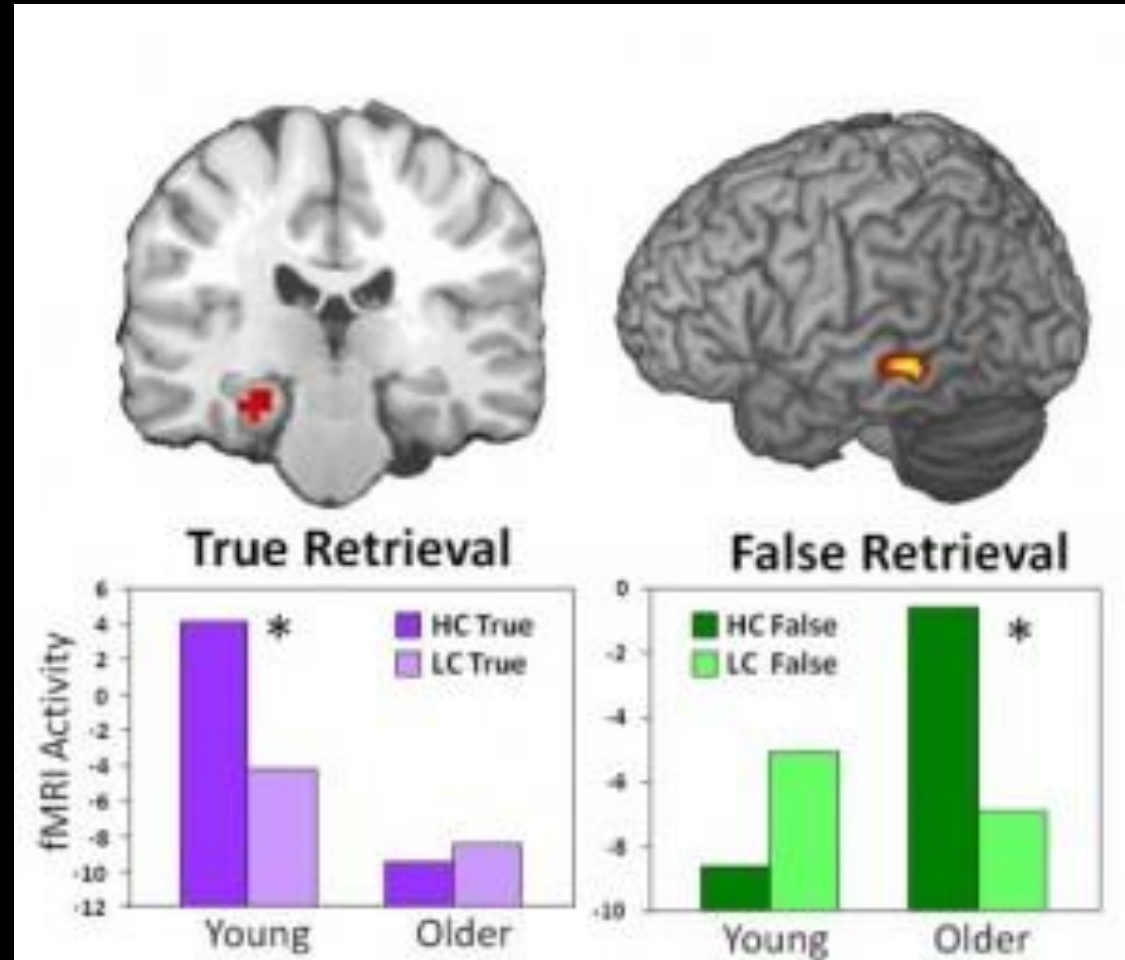 True Retrieval
False Retrieval
fMRI Activity
6
4
2
0
-2
-4
-6
-8
-10
-12
*
HC True
LC True
Young
Older
0
-2
-4
-6
-8
-10
HC False
LC False
*
Young
Older